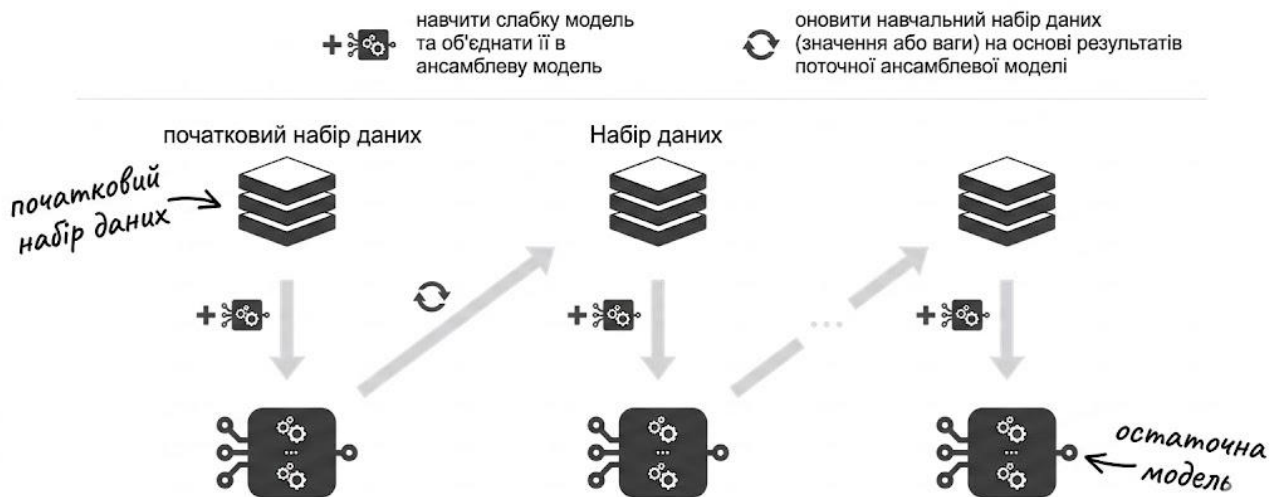 навчити слабку модель
та об'єднати її в
ансамблеву модель
оновити навчальний набір даних
(значення або ваги) на основі результатів
поточної ансамблевої моделі
початковий набір даних
Набір даних
початковий
набір даних
...
...
...
...
остаточна
модель